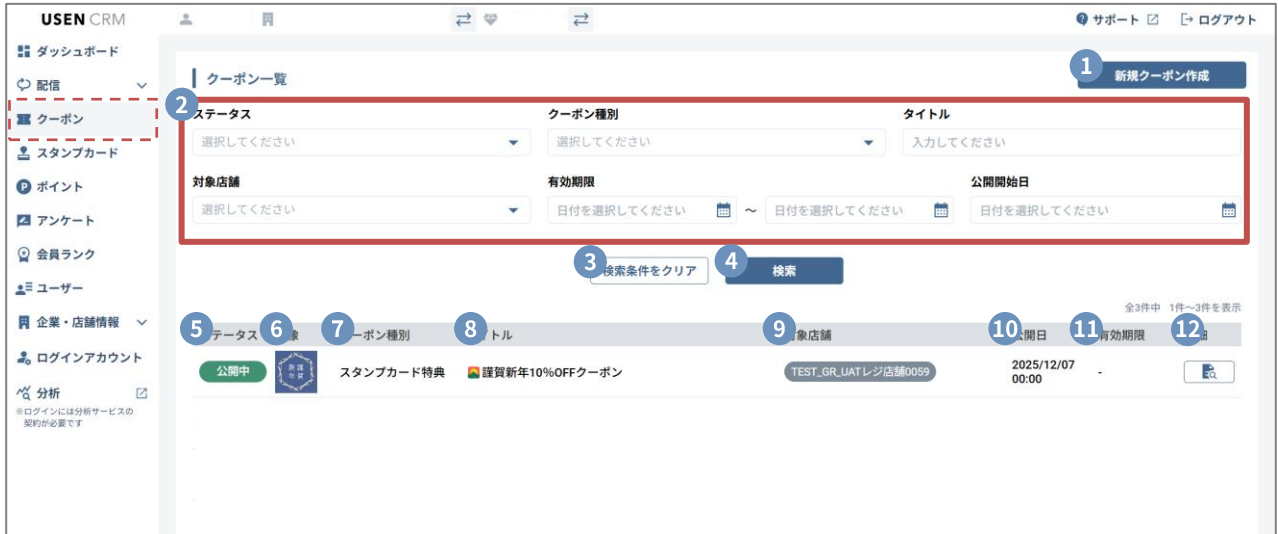 USEN CRM
サポート
ログアウト
ダッシュボード
配信
クーポン
スタンプカード
ポイント
アンケート
会員ランク
ユーザー
企業・店舗情報
ログインアカウント
分析
※ログインには分析サービスの
契約が必要です
クーポン一覧
1
新規クーポン作成
2
ステータス
クーポン種別
タイトル
選択してください
選択してください
入力してください
対象店舗
有効期限
公開開始日
選択してください
日付を選択してください
～
日付を選択してください
日付を選択してください
3
検索条件をクリア
4
検索
全3件中 1件～3件を表示
5 テータス
6 像
7 ーポン種別
8 トル
9 象店舗
10 開日
11 有効期限
12 細
公開中
スタンプカード特典
謹賀新年10%OFFクーポン
TEST_GR_UATレジ店舗0059
2025/12/07
00:00
-